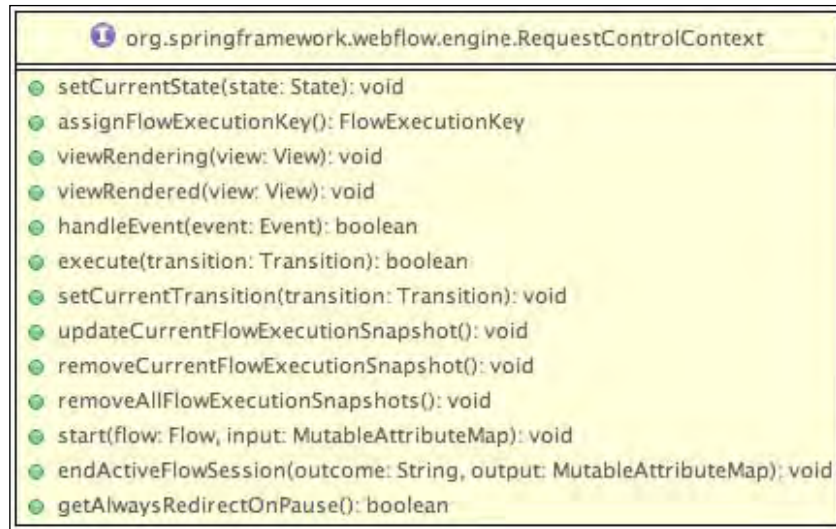 I org.springframework.webflow.engine.RequestControlContext
setCurrentState(state: State): void
assignFlowExecutionKey(): FlowExecutionKey
viewRendering(view: View): void
viewRendered(view: View): void
handleEvent(event: Event): boolean
execute(transition: Transition): boolean
setCurrentTransition(transition: Transition): void
updateCurrentFlowExecutionSnapshot(): void
removeCurrentFlowExecutionSnapshot(): void
removeAllFlowExecutionSnapshots(): void
start(flow: Flow, input: MutableAttributeMap): void
endActiveFlowSession(outcome: String, output: MutableAttributeMap): void
getAlwaysRedirectOnPause(): boolean